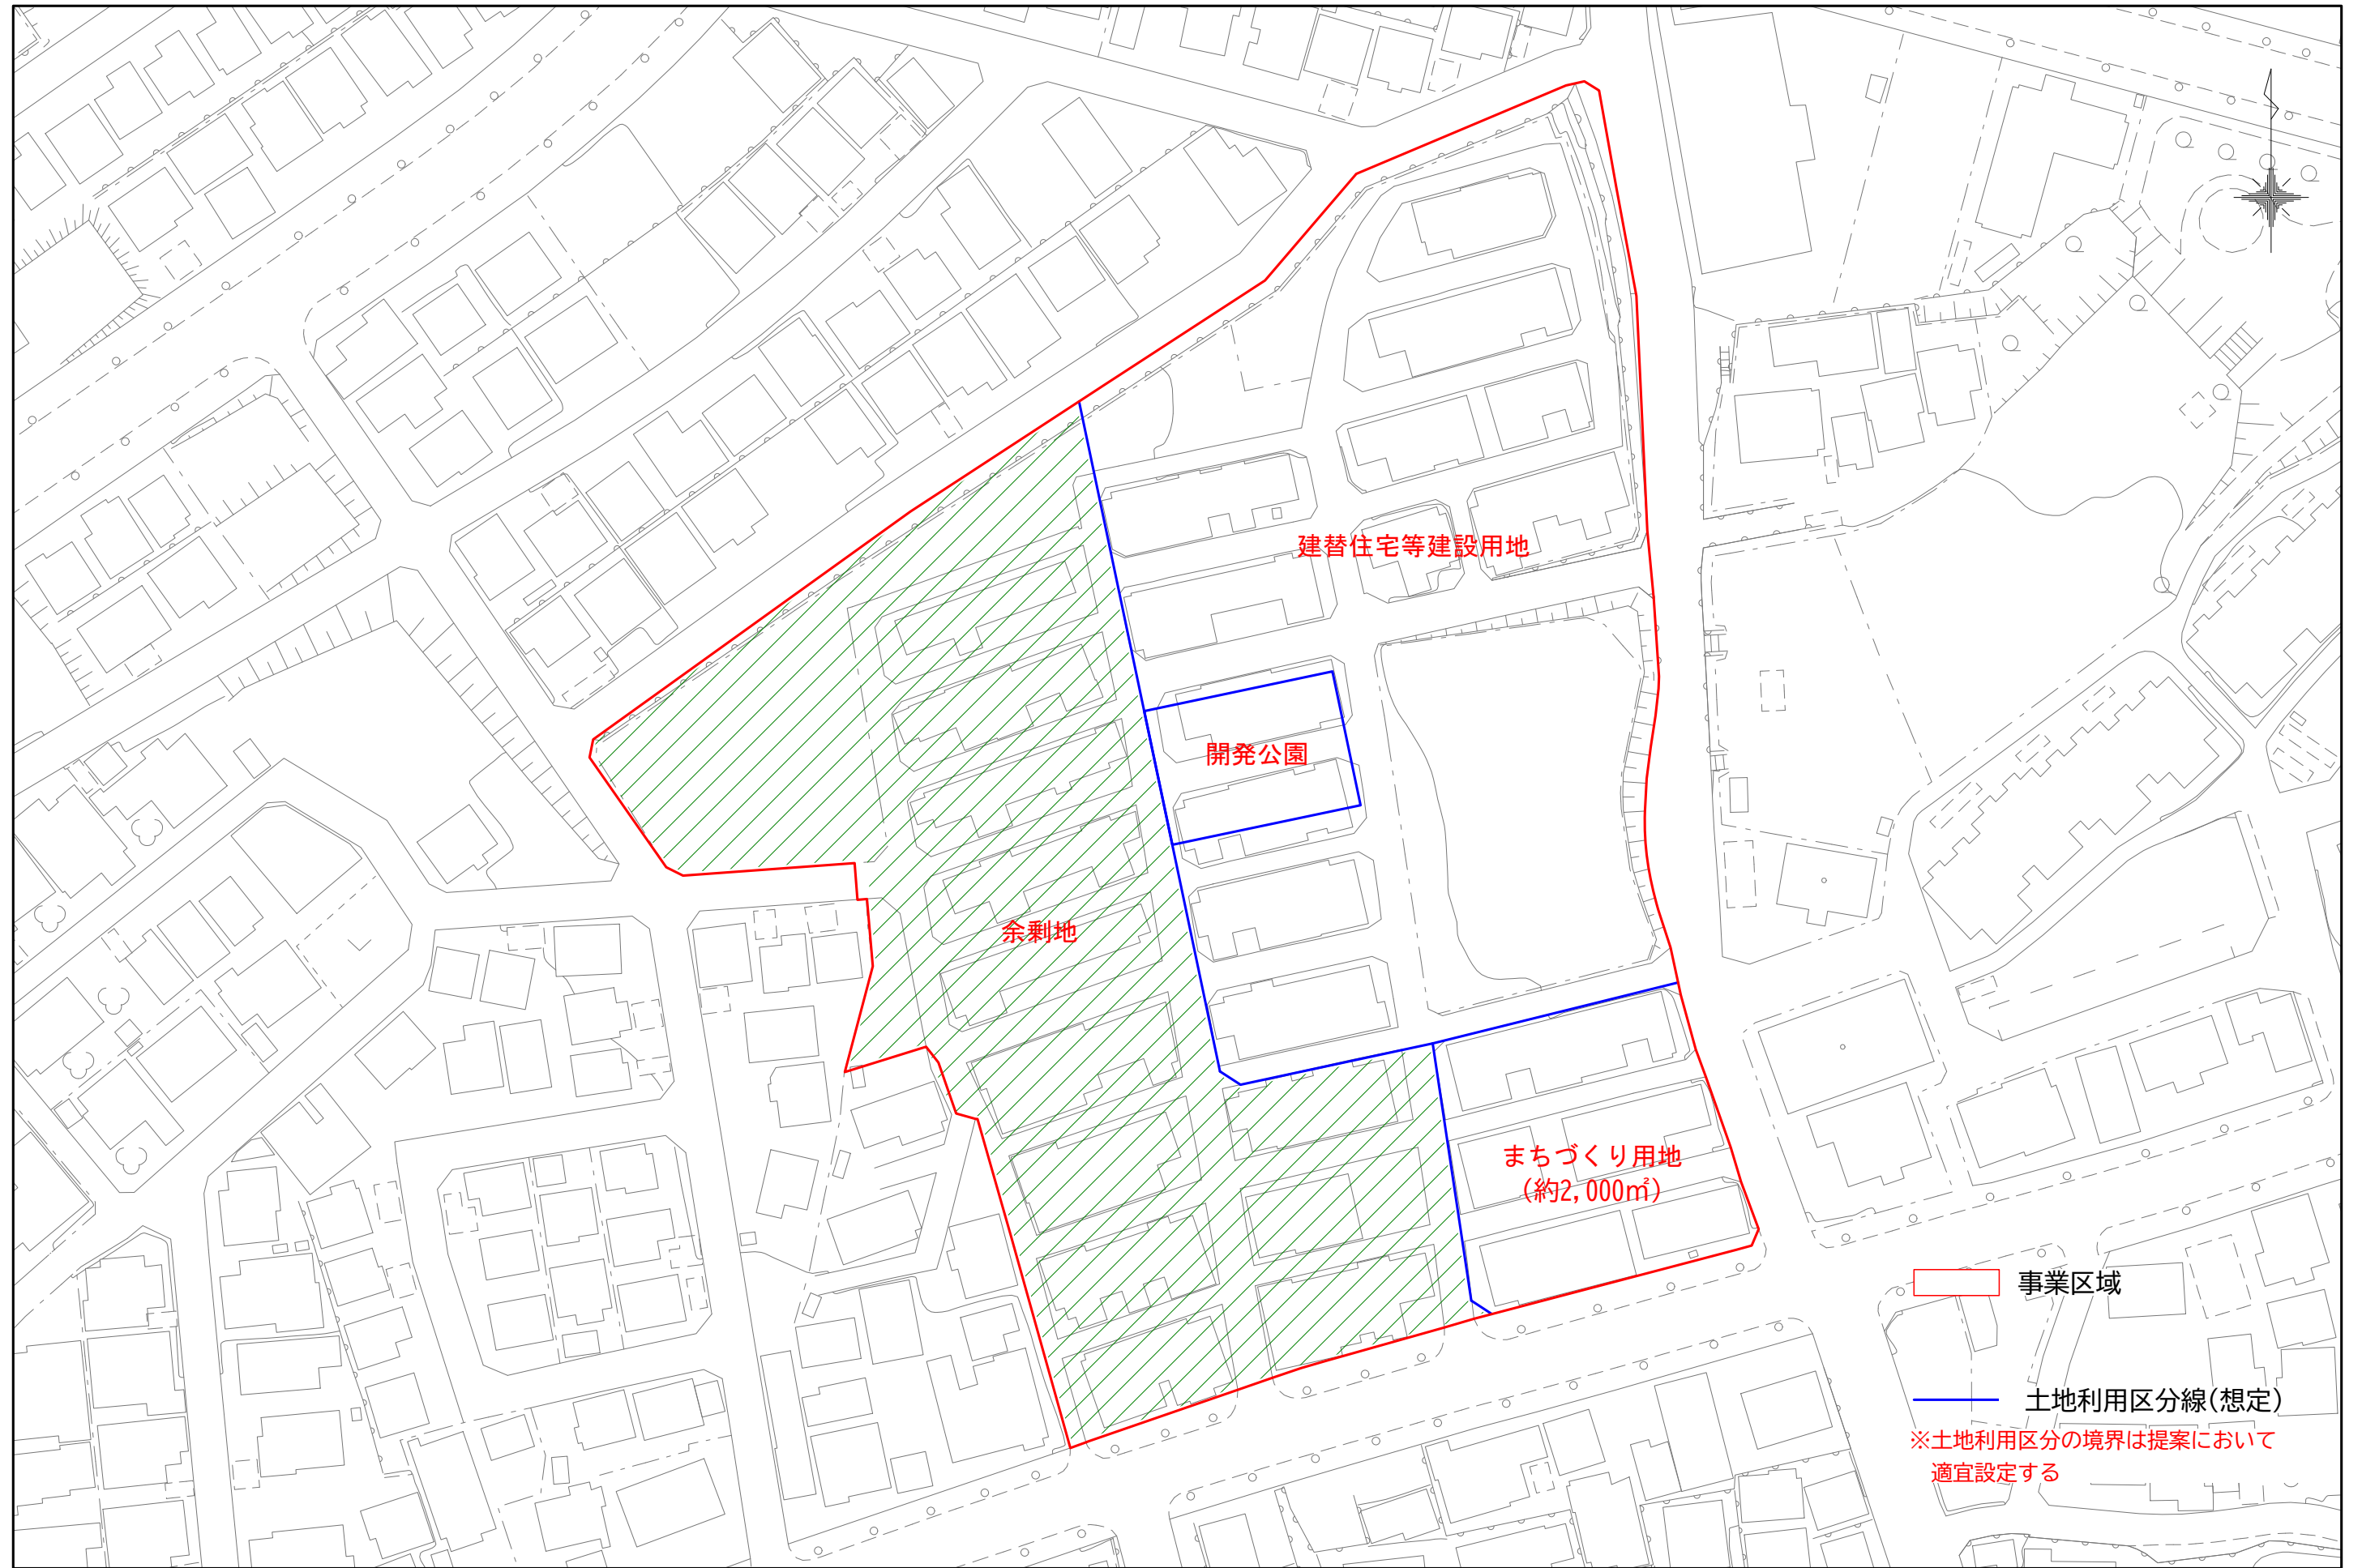 建替住宅等建設用地
開発公園
余剰地
まちづくり用地
(約2,000㎡)
事業区域
土地利用区分線(想定)
※土地利用区分の境界は提案において
適宜設定する